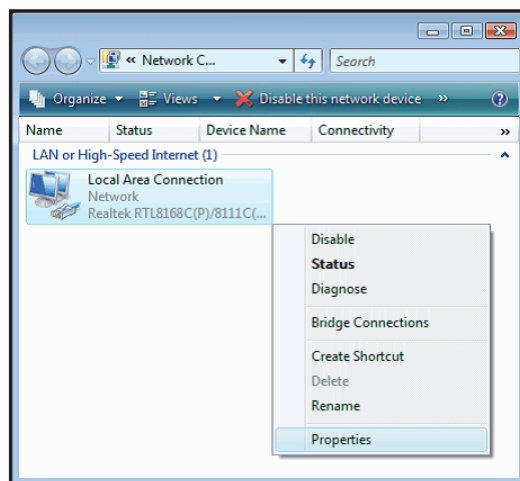 « Network C...
Search
Organize Views Disable this network device »
Name Status Device Name Connectivity »
LAN or High-Speed Internet (1)
Local Area Connection
Network
Realtek RTL8168C(P)/8111C(...
Disable
Status
Diagnose
Bridge Connections
Create Shortcut
Delete
Rename
Properties